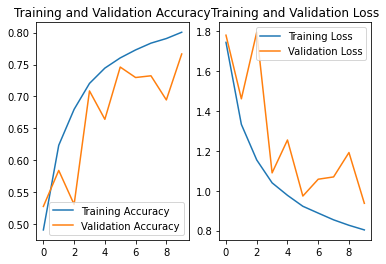 Training and Validation Accuracy
0.80
0.75
0.70
0.65
0.60
0.55
0.50
Training Accuracy
Validation Accuracy
0 2 4 6 8
Training and Validation Loss
1.8
1.6
1.4
1.2
1.0
0.8
Training Loss
Validation Loss
0 2 4 6 8